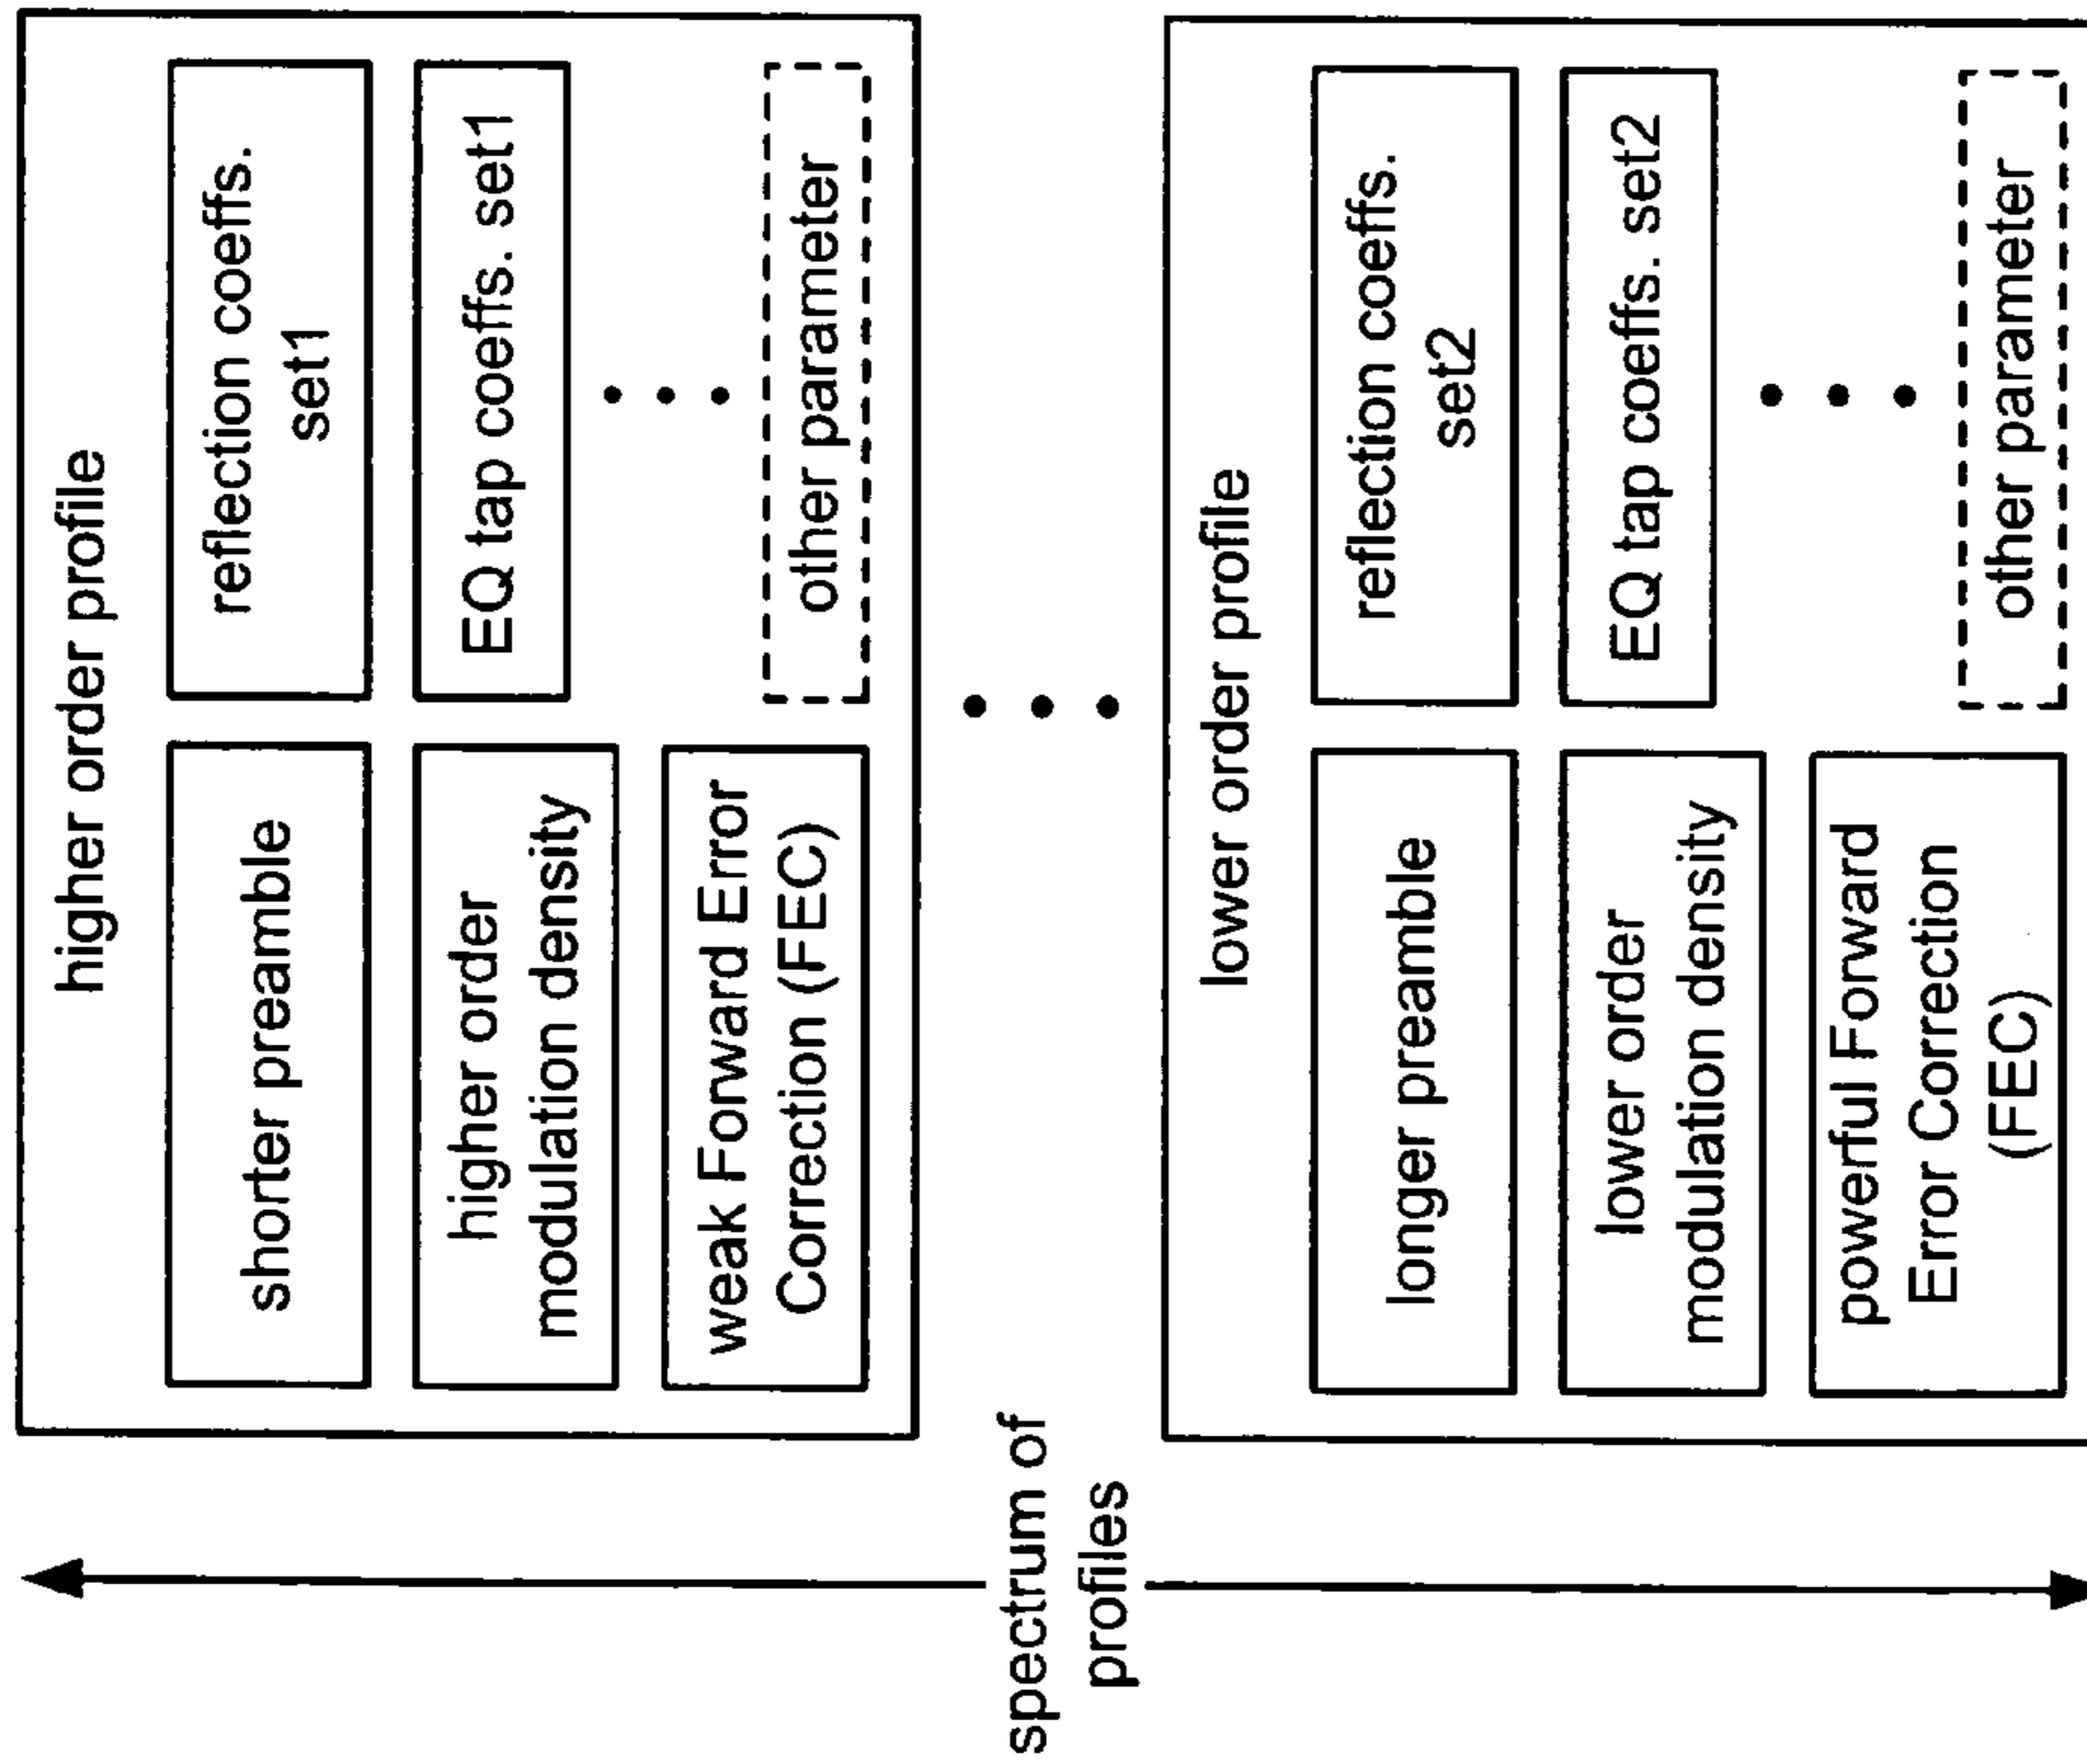 higher order profile
shorter preamble
higher order
modulation density
weak Forward Error
Correction (FEC)
reflection coeffs.
set1
EQ tap coeffs. set1
other parameter
spectrum of
profiles
lower order profile
longer preamble
lower order
modulation density
powerful Forward
Error Correction
(FEC)
reflection coeffs.
set2
EQ tap coeffs. set2
other parameter